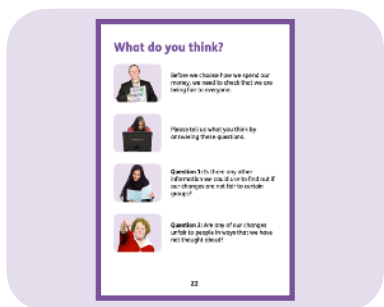 What do you think?
Before we choose how we spend our
money, we need to check that we are
being fair to everyone.
Please tell us what you think by
answering these questions.
Question 1: Is there any other
information we could use to find out if
our changes are not fair to certain
groups?
Question 2: Are any of our changes
unfair to people in ways that we have
not thought about?
22